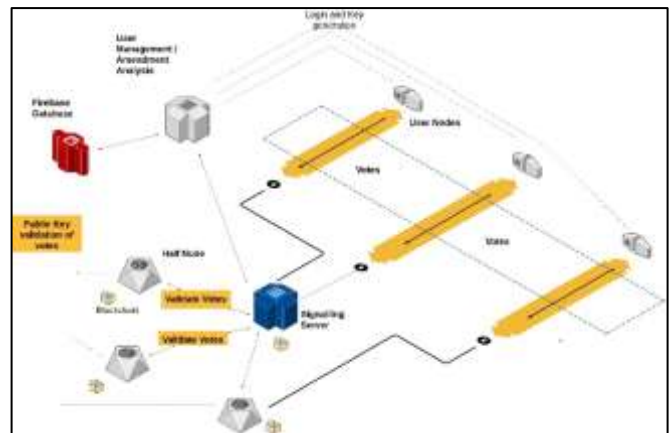 Login and Key
generation
User
Management /
Amendment
Analysis
Firebase
Database
User Nodes
Votes
Votes
Public Key
validation of
votes
Half Node
Blockchain
Validate Votes
Signalling
Server
Validate Votes